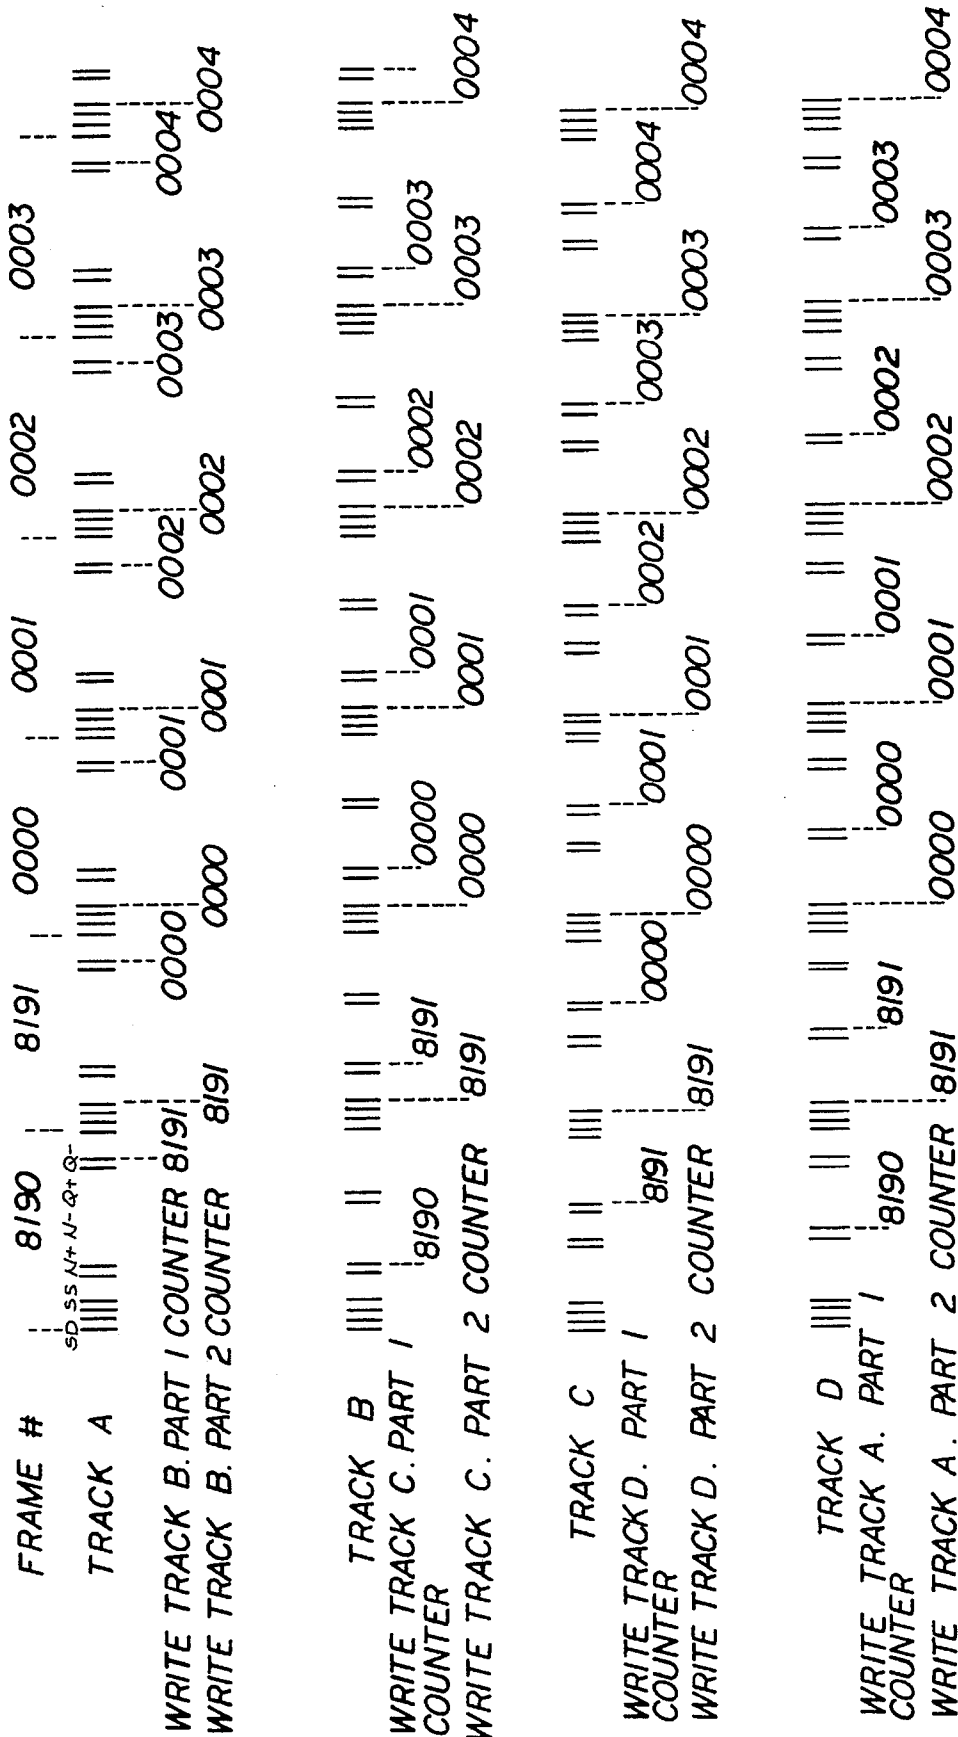 FRAME # 8190 8191 0000 0001 0002 0003
SD SS N+ N- Q+ Q-
TRACK A
WRITE TRACK B. PART 1 COUNTER 8191 0000 0001 0002 0003 0004
WRITE TRACK B. PART 2 COUNTER 8191 0000 0001 0002 0003 0004
TRACK B
WRITE TRACK C. PART 1 8190 8191 0000 0001 0002 0003
COUNTER
WRITE TRACK C. PART 2 COUNTER 8191 0000 0001 0002 0003 0004
TRACK C
WRITE TRACK D. PART 1 8191 0000 0001 0002 0003 0004
COUNTER
WRITE TRACK D. PART 2 COUNTER 8191 0000 0001 0002 0003 0004
TRACK D
WRITE TRACK A. PART 1 8190 8191 0000 0001 0002 0003
COUNTER
WRITE TRACK A. PART 2 COUNTER 8191 0000 0001 0002 0003 0004